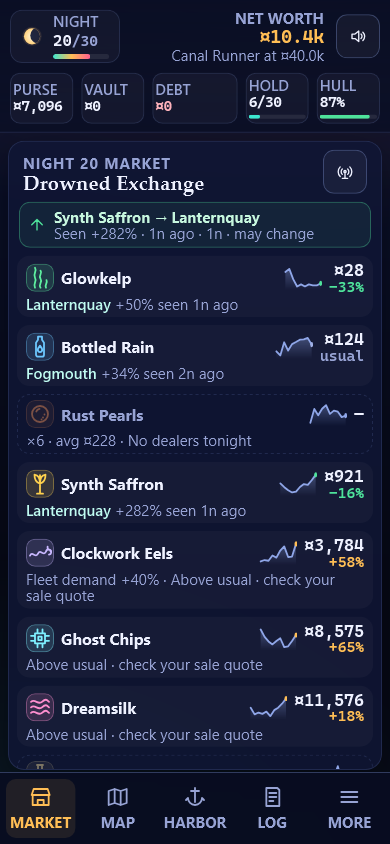 NIGHT
20/30
NET WORTH
¤10.4k
Canal Runner at ¤40.0k
PURSE
¤7,096
VAULT
¤0
DEBT
¤0
HOLD
6/30
HULL
87%
NIGHT 20 MARKET
Drowned Exchange
Synth Saffron → Lanternquay
Seen +282% · 1n ago · 1n · may change
Glowkelp
¤28
−33%
Lanternquay +50% seen 1n ago
Bottled Rain
¤124
usual
Fogmouth +34% seen 2n ago
Rust Pearls
—
×6 · avg ¤228 · No dealers tonight
Synth Saffron
¤921
−16%
Lanternquay +282% seen 1n ago
Clockwork Eels
¤3,784
+58%
Fleet demand +40% · Above usual · check your
sale quote
Ghost Chips
¤8,575
+65%
Above usual · check your sale quote
Dreamsilk
¤11,576
+18%
Above usual · check your sale quote
MARKET
MAP
HARBOR
LOG
MORE